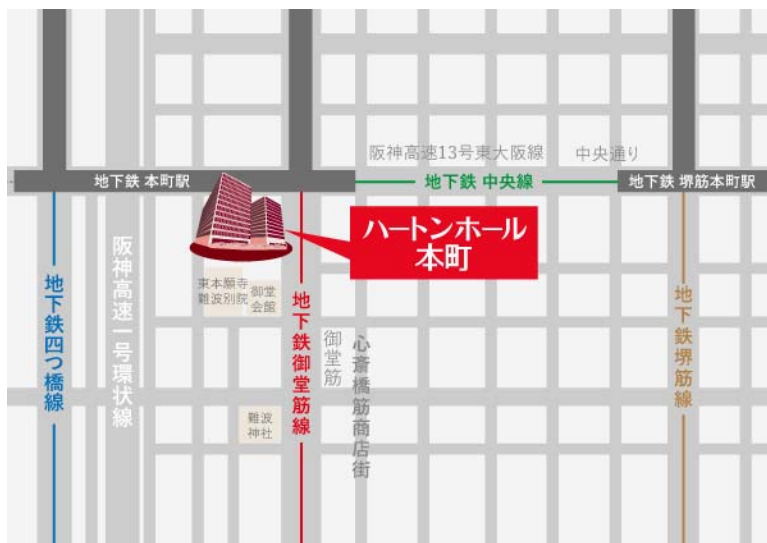 阪神高速13号東大阪線
中央通り
地下鉄 本町駅
地下鉄 中央線
地下鉄 堺筋本町駅
ハートンホール
本町
阪神高速一号環状線
東本願寺
難波別院
御堂
会館
地下鉄四つ橋線
地下鉄御堂筋線
御堂筋
心斎橋筋商店街
地下鉄堺筋線
難波
神社